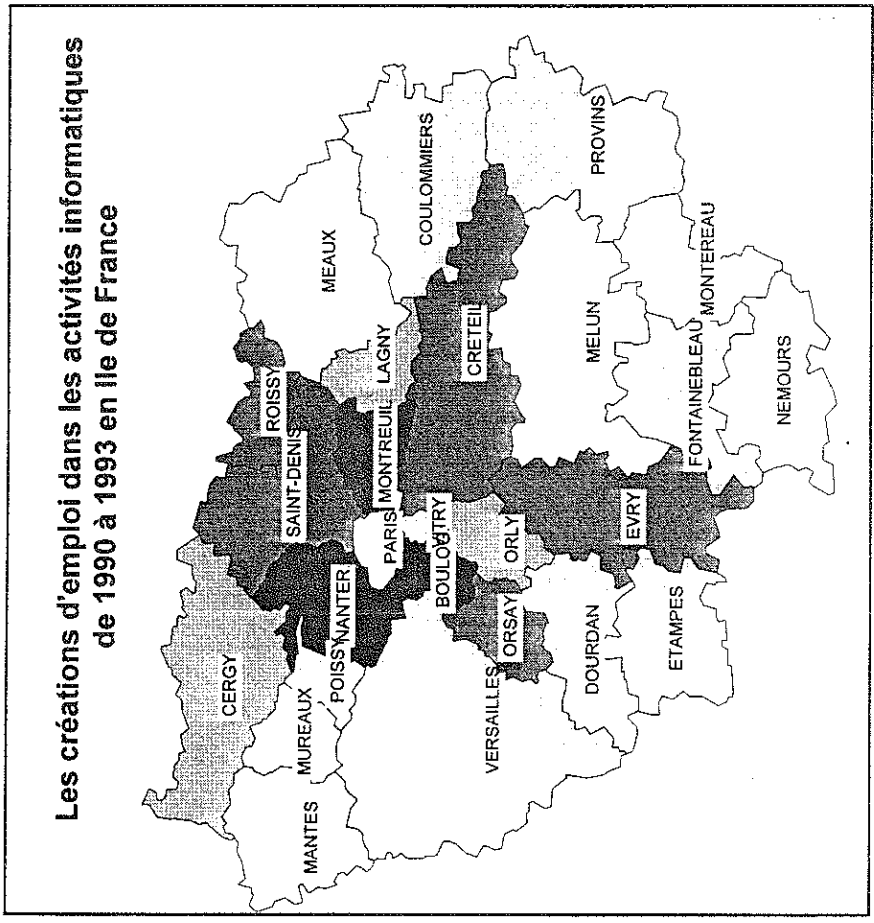 Les créations d'emploi dans les activités informatiques
de 1990 à 1993 en Ile de France
CERGY
ROISSY
MEAUX
SAINT-DENIS
MANTES
MUREAUX
POISSY
NANTER
PARIS
MONTREUIL
LAGNY
COULOMMIERS
BOULOU
TRY
CRETEIL
VERSAILLES
ORSAY
ORLY
PROVINS
DOURDAN
EVRY
MELUN
ETAMPES
FONTAINEBLEAU
MONTEREAU
NEMOURS